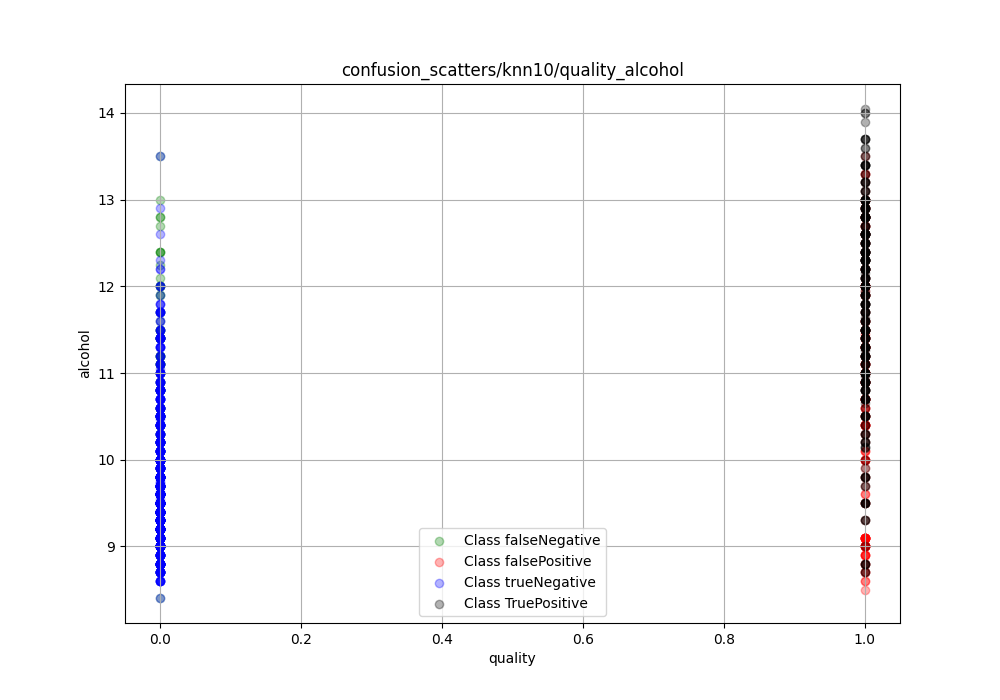 confusion_scatters/knn10/quality_alcohol
14
13
12
11
10
9
alcohol
Class falseNegative
Class falsePositive
Class trueNegative
Class TruePositive
0.0 0.2 0.4 0.6 0.8 1.0
quality